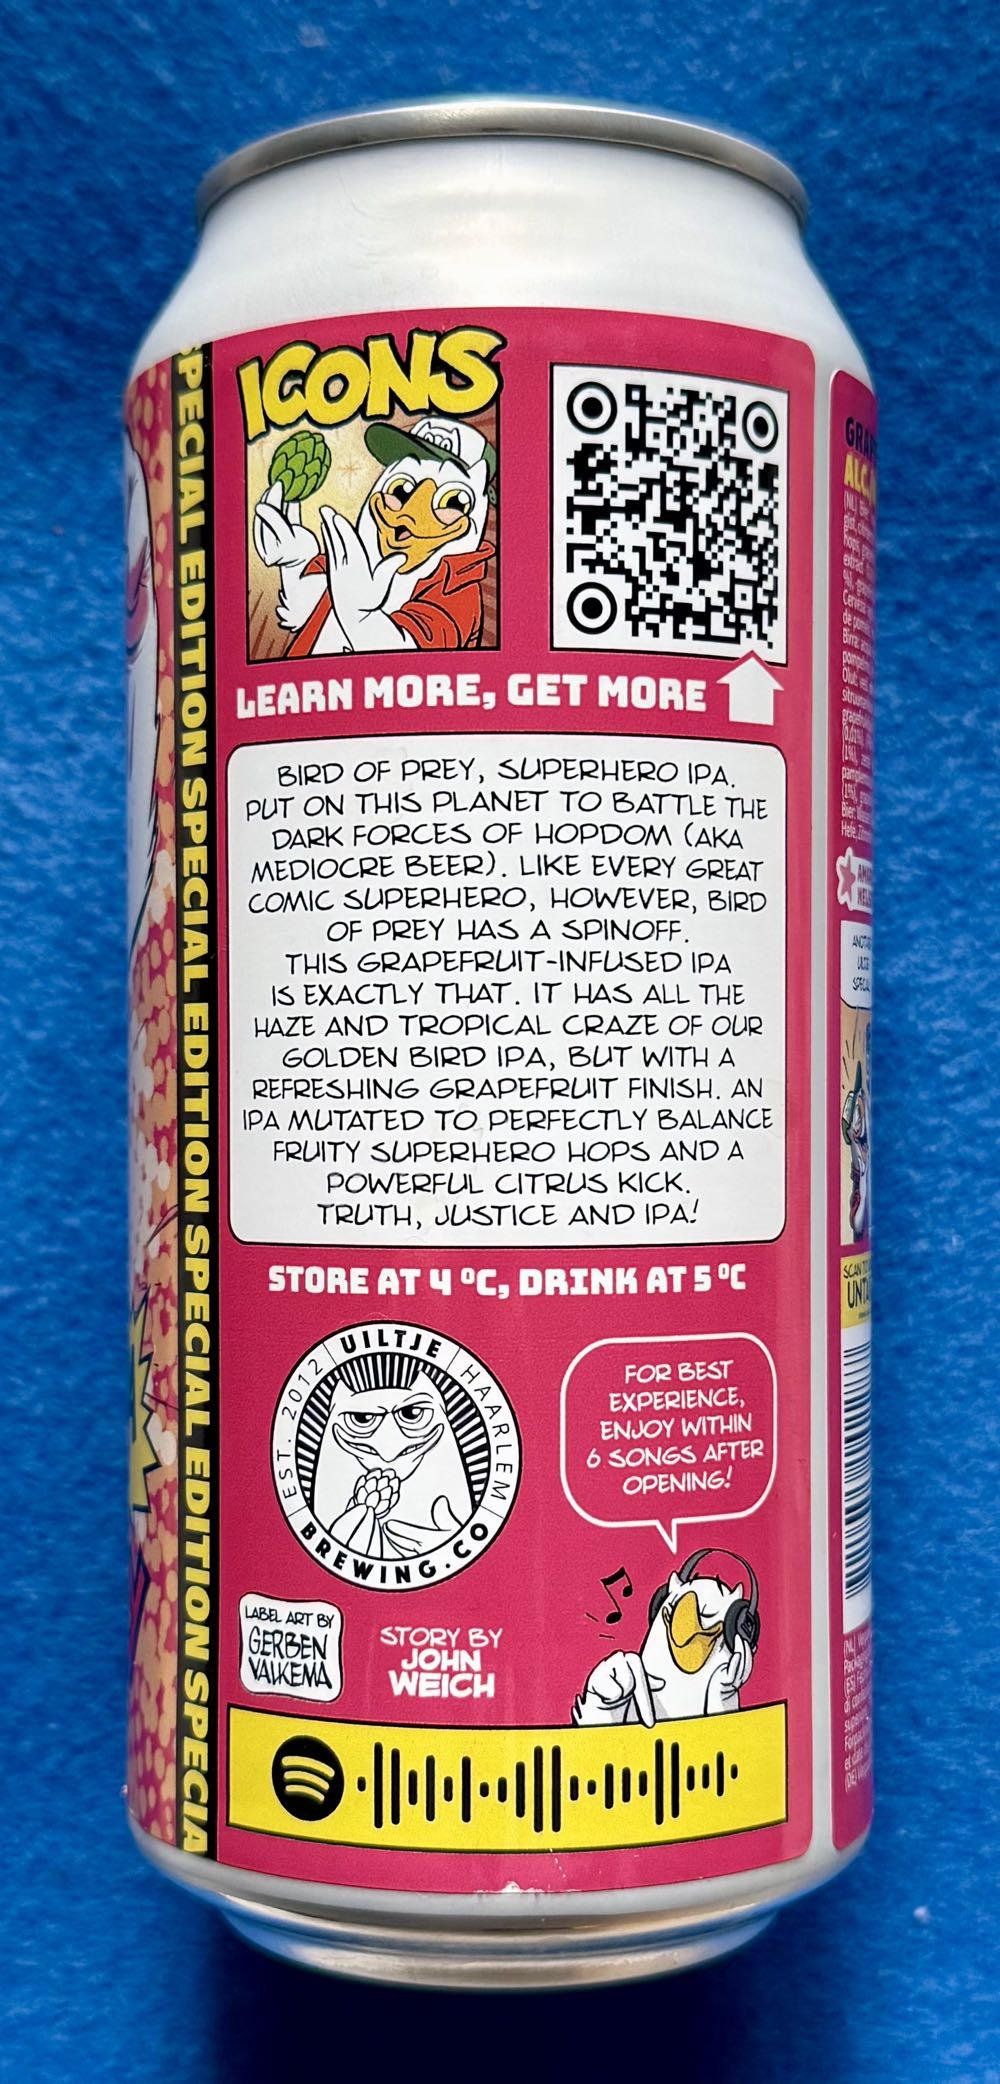 SPECIAL EDITION SPECIAL EDITION SPECIAL EDITION SPECIAL EDITION
ICONS
LEARN MORE, GET MORE
BIRD OF PREY, SUPERHERO IPA.
PUT ON THIS PLANET TO BATTLE THE
DARK FORCES OF HOPDOM (AKA
MEDIOCRE BEER). LIKE EVERY GREAT
COMIC SUPERHERO, HOWEVER, BIRD
OF PREY HAS A SPINOFF.
THIS GRAPEFRUIT-INFUSED IPA
IS EXACTLY THAT. IT HAS ALL THE
HAZE AND TROPICAL CRAZE OF OUR
GOLDEN BIRD IPA, BUT WITH A
REFRESHING GRAPEFRUIT FINISH. AN
IPA MUTATED TO PERFECTLY BALANCE
FRUITY SUPERHERO HOPS AND A
POWERFUL CITRUS KICK.
TRUTH, JUSTICE AND IPA!
STORE AT 4 ºC, DRINK AT 5 ºC
EST. 2012 | UILTJE | HAARLEM
BREWING.CO
FOR BEST
EXPERIENCE,
ENJOY WITHIN
6 SONGS AFTER
OPENING!
LABEL ART BY
GERBEN
VALKEMA
STORY BY
JOHN
WEICH